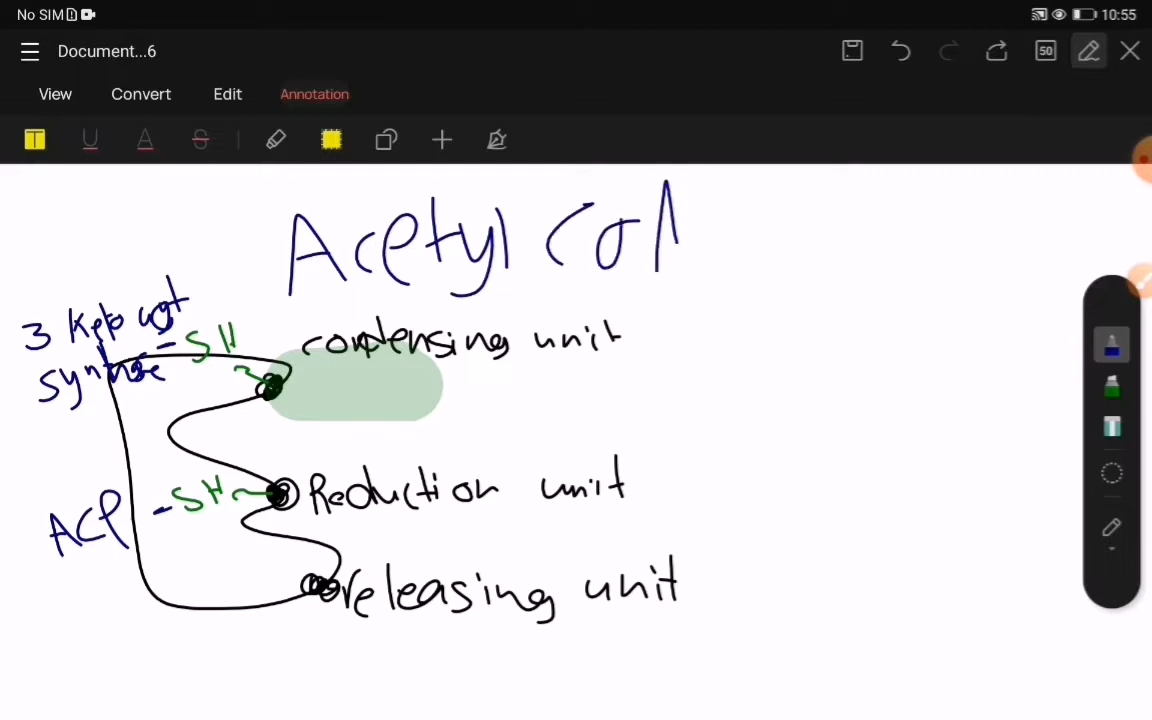 No SIM
10:55
Document...6
50
View Convert Edit Annotation
T U A S
Acetyl CoA
3 Keto
SH
condensing unit
synthase
SH
Reduction unit
ACP
releasing unit